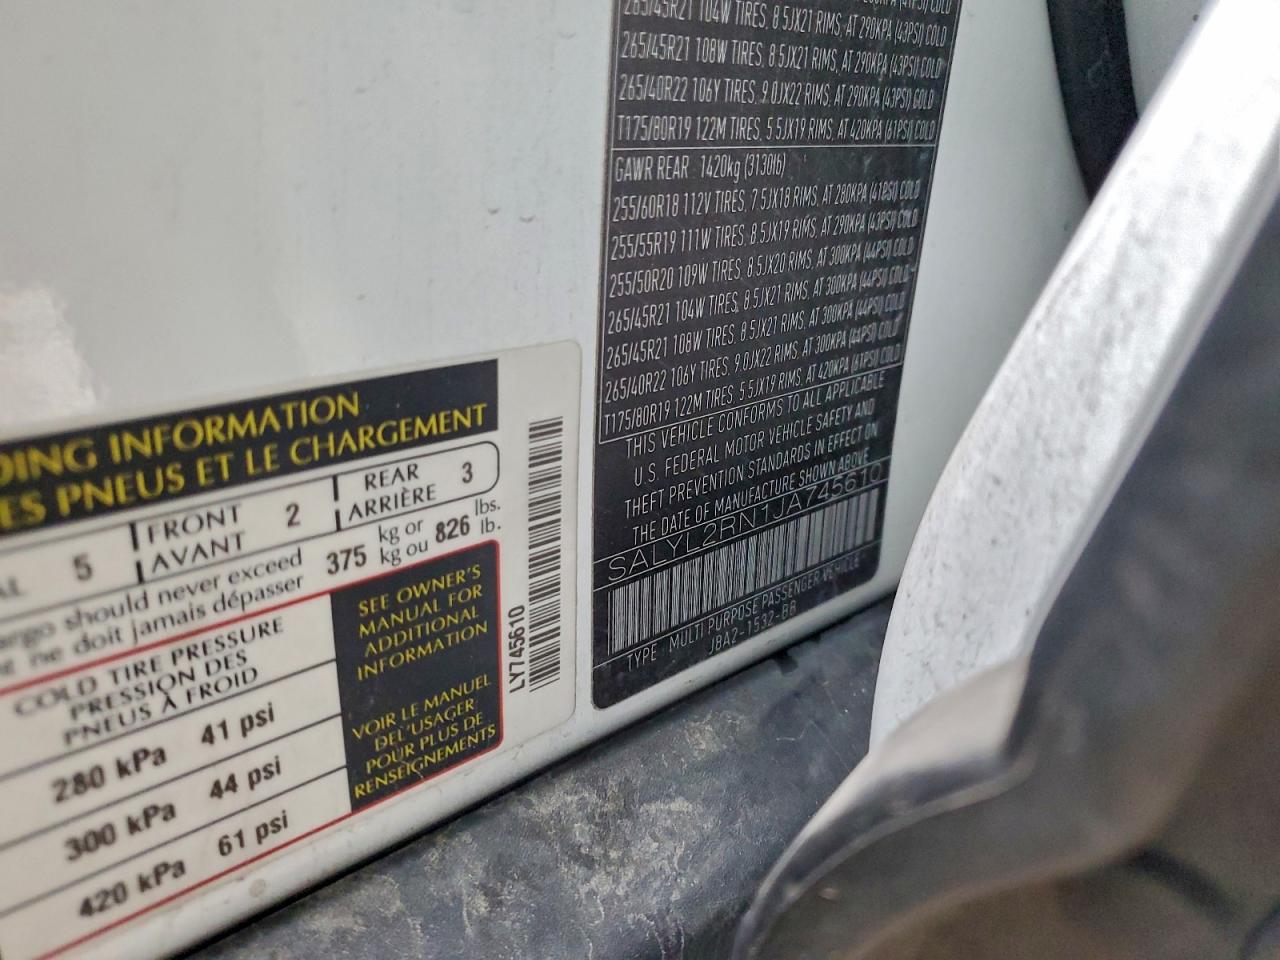 265/45R21 104W TIRES, 8.5JX21 RIMS, AT 290KPA (43PSI) COLD
265/45R21 108W TIRES, 8.5JX21 RIMS, AT 290KPA (43PSI) COLD
265/40R22 106Y TIRES, 9.0JX22 RIMS, AT 290KPA (43PSI) COLD
T175/80R19 122M TIRES, 5.5JX19 RIMS, AT 420KPA (61PSI) COLD
GAWR REAR : 1420kg (3130lb)
255/60R18 112V TIRES, 7.5JX18 RIMS, AT 280KPA (41PSI) COLD
255/55R19 111W TIRES, 8.5JX19 RIMS, AT 290KPA (43PSI) COLD
255/50R20 109W TIRES, 8.5JX20 RIMS, AT 300KPA (44PSI) COLD
265/45R21 104W TIRES, 8.5JX21 RIMS, AT 300KPA (44PSI) COLD
265/45R21 108W TIRES, 8.5JX21 RIMS, AT 300KPA (44PSI) COLD
265/40R22 106Y TIRES, 9.0JX22 RIMS, AT 300KPA (44PSI) COLD
T175/80R19 122M TIRES, 5.5JX19 RIMS, AT 420KPA (61PSI) COLD
THIS VEHICLE CONFORMS TO ALL APPLICABLE
U.S. FEDERAL MOTOR VEHICLE SAFETY AND
THEFT PREVENTION STANDARDS IN EFFECT ON
THE DATE OF MANUFACTURE SHOWN ABOVE
SALYL2RN1JA745610
TYPE : MULTI PURPOSE PASSENGER VEHICLE
J8A2-1532-BB
DING INFORMATION
ES PNEUS ET LE CHARGEMENT
AL 5 FRONT AVANT 2 REAR ARRIÈRE 3
argo should never exceed 375 kg or 826 lbs.
ne doit jamais dépasser kg ou lb.
COLD TIRE PRESSURE
PRESSION DES
PNEUS À FROID
280 kPa 41 psi
300 kPa 44 psi
420 kPa 61 psi
SEE OWNER'S
MANUAL FOR
ADDITIONAL
INFORMATION
VOIR LE MANUEL
DEL'USAGER
POUR PLUS DE
RENSEIGNEMENTS
LY745610